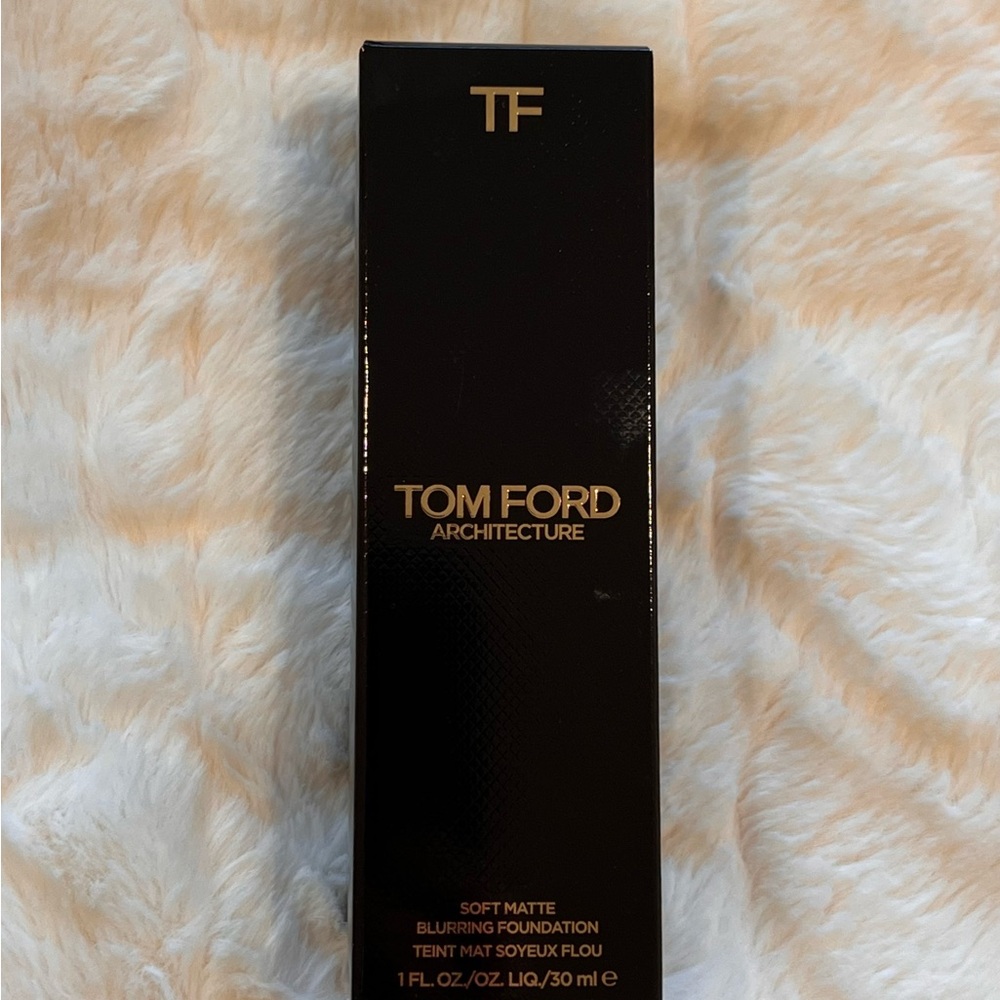 TF
TOM FORD
ARCHITECTURE
SOFT MATTE
BLURRING FOUNDATION
TEINT MAT SOYEUX FLOU
1 FL. OZ./OZ. LIQ./30 ml ℮